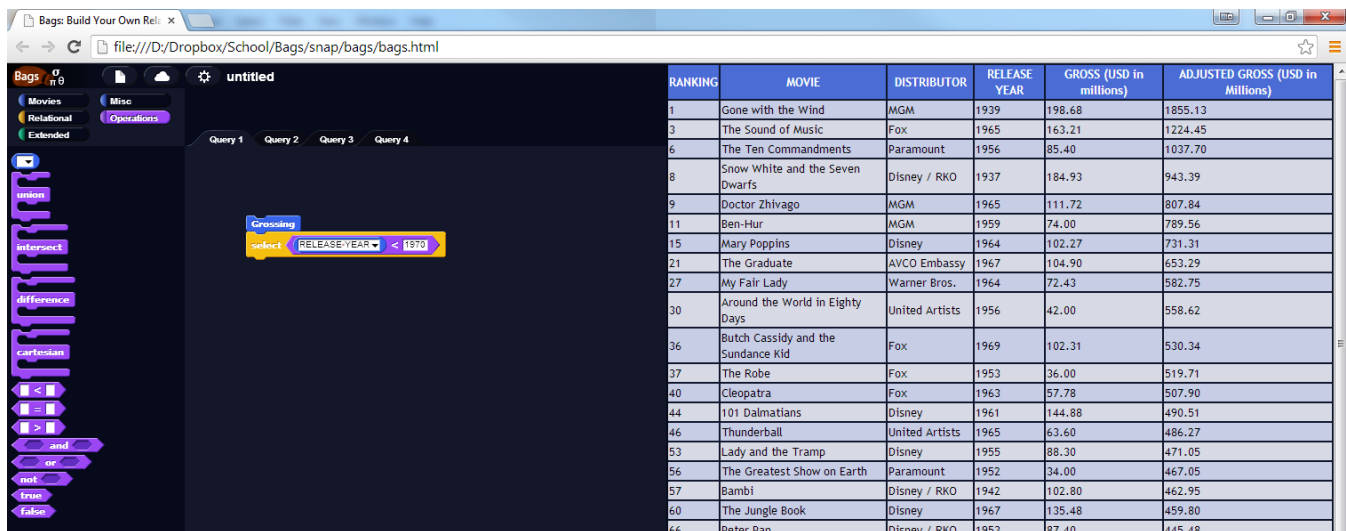 Bags: Build Your Own Rela
file:///D:/Dropbox/School/Bags/snap/bags/bags.html
Bags σ π θ untitled
Movies Misc
Relational Operations
Extended
Query 1 Query 2 Query 3 Query 4
union
intersect
difference
cartesian
<
=
>
and
or
not
true
false
Grossing
select RELEASE-YEAR < 1970
RANKING MOVIE DISTRIBUTOR RELEASE YEAR GROSS (USD in millions) ADJUSTED GROSS (USD in Millions)
1 Gone with the Wind MGM 1939 198.68 1855.13
3 The Sound of Music Fox 1965 163.21 1224.45
6 The Ten Commandments Paramount 1956 85.40 1037.70
8 Snow White and the Seven Dwarfs Disney / RKO 1937 184.93 943.39
9 Doctor Zhivago MGM 1965 111.72 807.84
11 Ben-Hur MGM 1959 74.00 789.56
15 Mary Poppins Disney 1964 102.27 731.31
21 The Graduate AVCO Embassy 1967 104.90 653.29
27 My Fair Lady Warner Bros. 1964 72.43 582.75
30 Around the World in Eighty Days United Artists 1956 42.00 558.62
36 Butch Cassidy and the Sundance Kid Fox 1969 102.31 530.34
37 The Robe Fox 1953 36.00 519.71
40 Cleopatra Fox 1963 57.78 507.90
44 101 Dalmatians Disney 1961 144.88 490.51
46 Thunderball United Artists 1965 63.60 486.27
53 Lady and the Tramp Disney 1955 88.30 471.05
56 The Greatest Show on Earth Paramount 1952 34.00 467.05
57 Bambi Disney / RKO 1942 102.80 462.95
60 The Jungle Book Disney 1967 135.48 459.80
66 Peter Pan Disney / RKO 1953 87.40 445.48